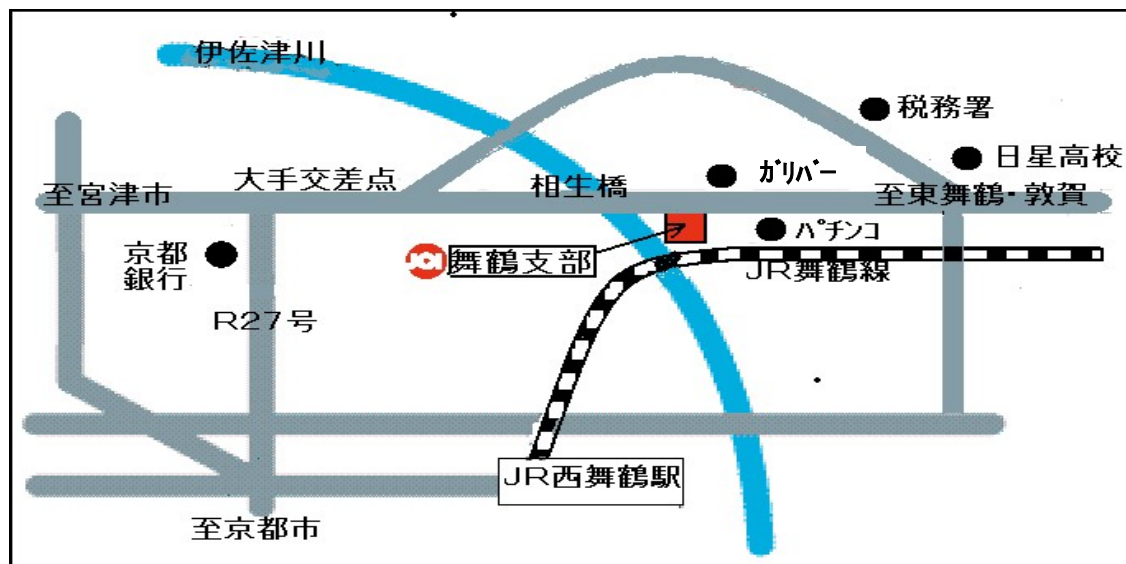 伊佐津川
税務署
日星高校
大手交差点
相生橋
ガリバー
至宮津市
至東舞鶴・敦賀
パチンコ
京都
銀行
舞鶴支部
JR舞鶴線
R27号
JR西舞鶴駅
至京都市